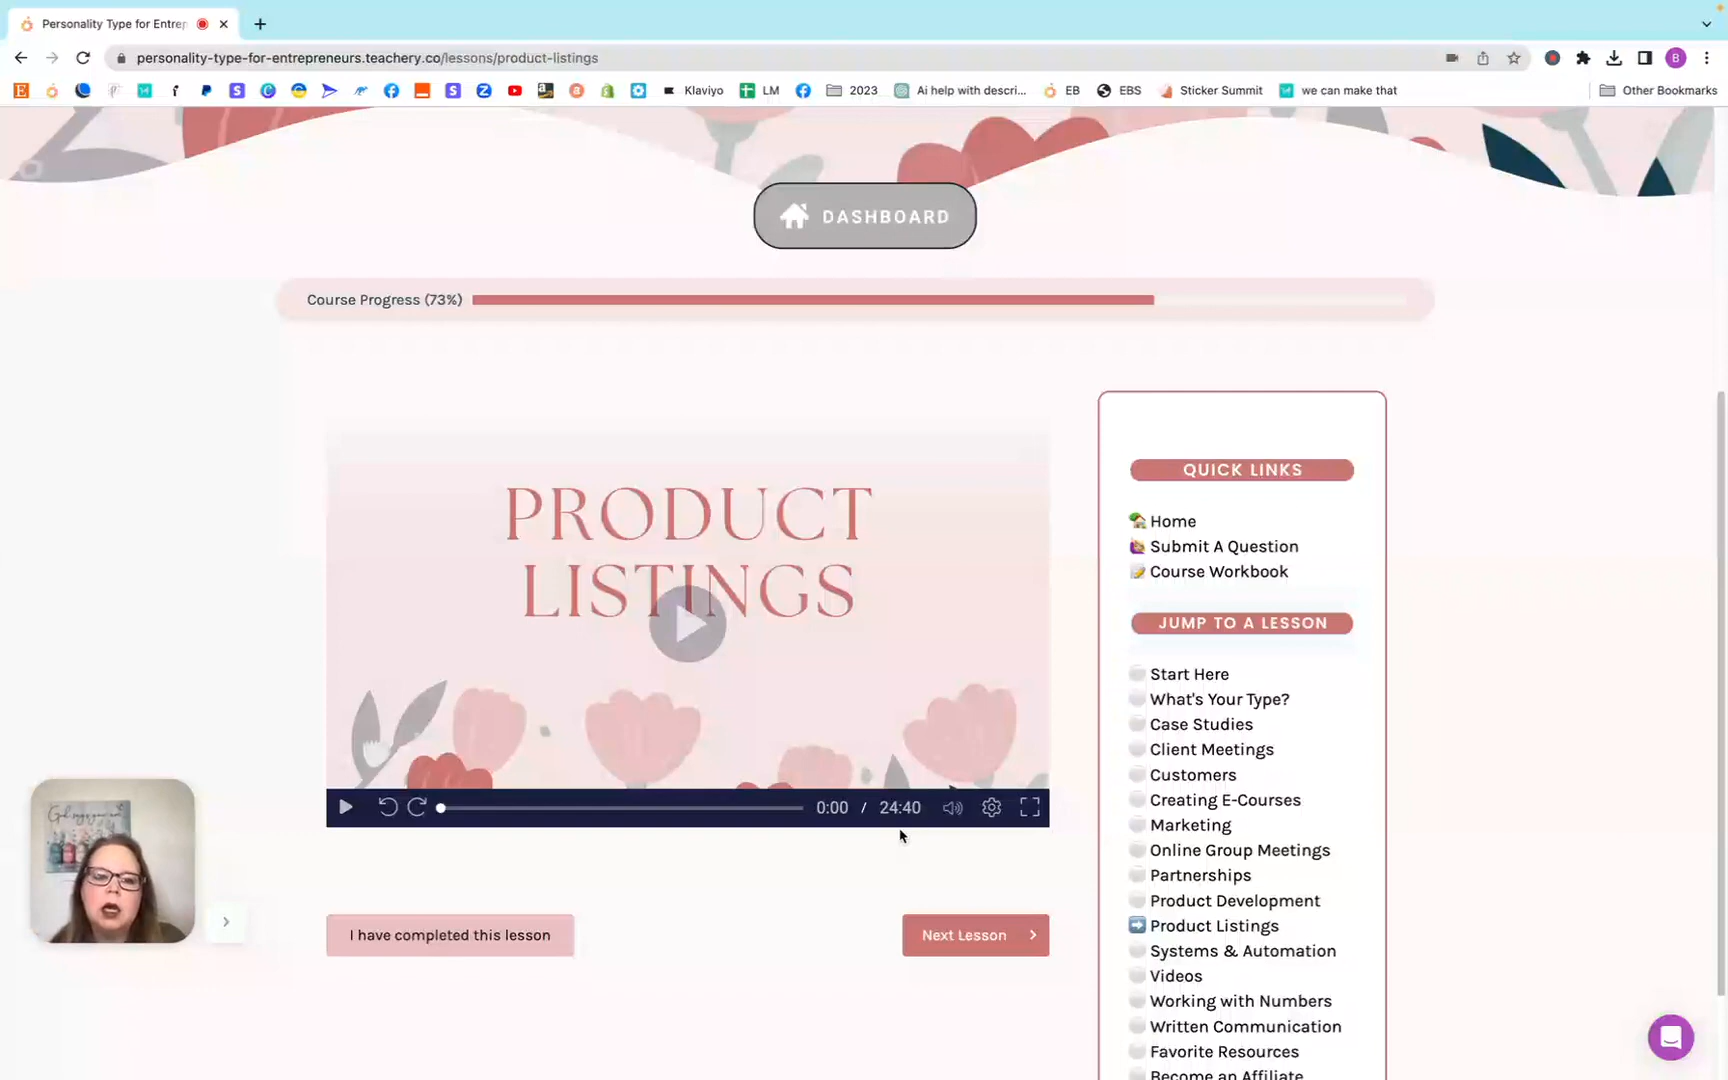 Personality Type for Entrepr
personality-type-for-entrepreneurs.teachery.co/lessons/product-listings
B
Klaviyo
LM
2023
Ai help with descri...
EB
EBS
Sticker Summit
we can make that
Other Bookmarks
DASHBOARD
Course Progress (73%)
PRODUCT
LISTINGS
0:00 / 24:40
I have completed this lesson
Next Lesson
QUICK LINKS
Home
Submit A Question
Course Workbook
JUMP TO A LESSON
Start Here
What's Your Type?
Case Studies
Client Meetings
Customers
Creating E-Courses
Marketing
Online Group Meetings
Partnerships
Product Development
Product Listings
Systems & Automation
Videos
Working with Numbers
Written Communication
Favorite Resources
Become an Affiliate